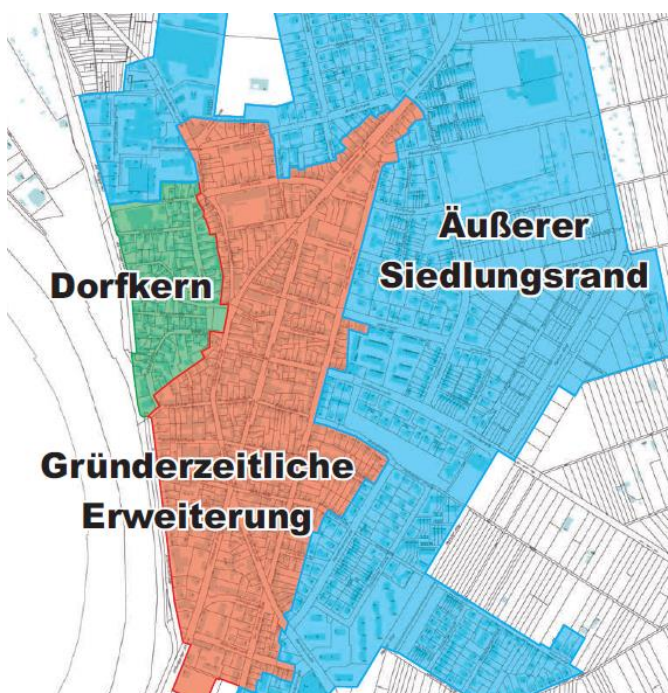 Äußerer
Siedlungsrand
Dorfkern
Gründerzeitliche
Erweiterung